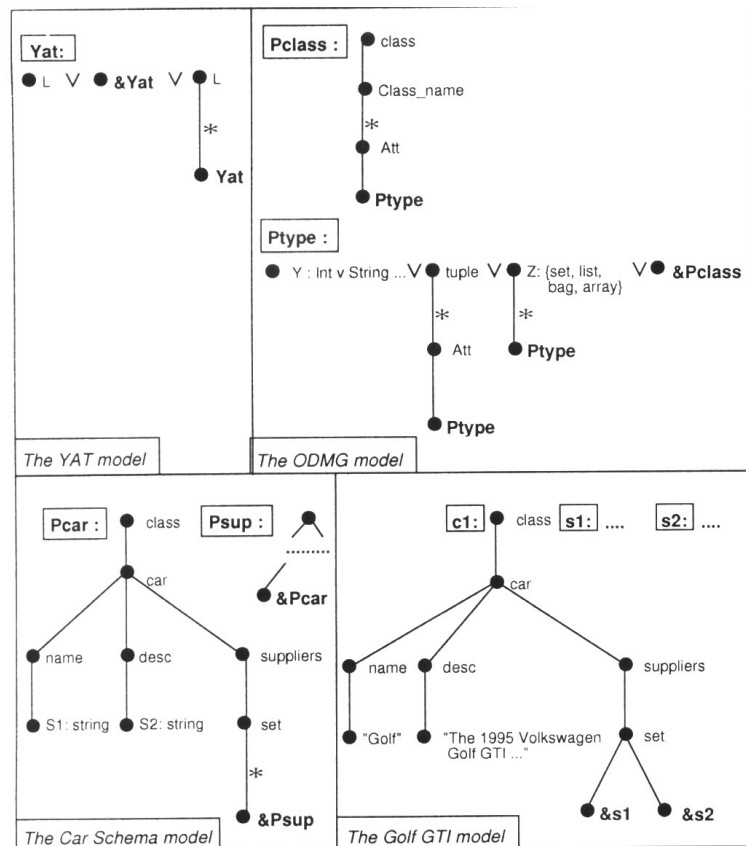 Yat:
L V &Yat V L
*
Yat
The YAT model
Pclass :
class
Class_name
*
Att
Ptype
Ptype :
Y : Int v String ... V tuple V Z: {set, list, bag, array} V &Pclass
* *
Att Ptype
Ptype
The ODMG model
Pcar : class Psup :
car
&Pcar
name desc suppliers
S1: string S2: string set
*
&Psup
The Car Schema model
c1: class s1: .... s2: ....
car
name desc suppliers
"Golf" "The 1995 Volkswagen
Golf GTI ..."
set
&s1 &s2
The Golf GTI model